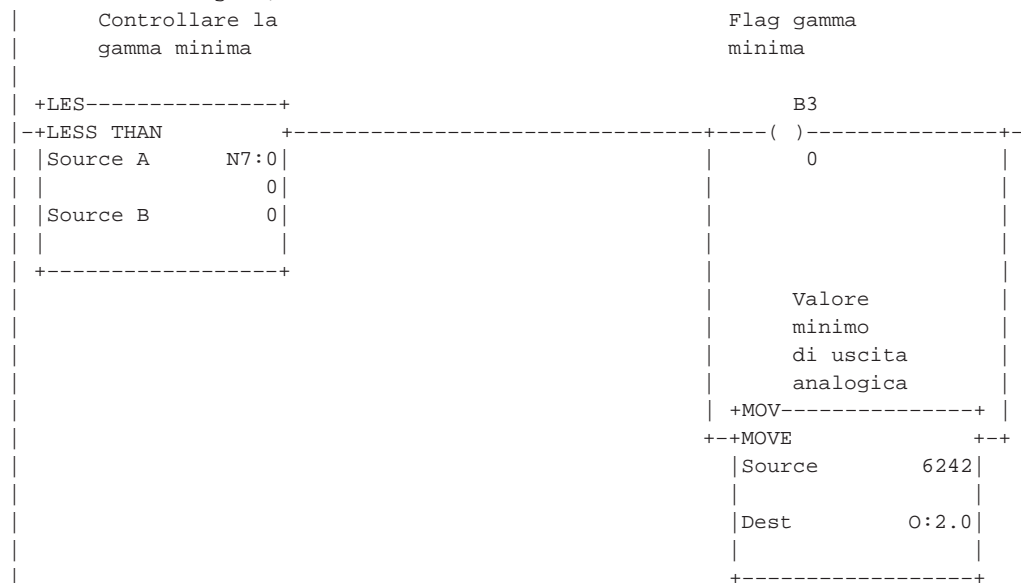 Controllare la Flag gamma
gamma minima minima
+LES---------------+ B3
-+LESS THAN +--------------------------------+----( )---------------+-
|Source A N7:0| | 0 |
| 0| | |
|Source B 0| | |
| | | |
+------------------+ | |
| Valore |
| minimo |
| di uscita |
| analogica |
| +MOV---------------+ |
+-+MOVE +-+
|Source 6242|
| |
|Dest O:2.0|
| |
+------------------+